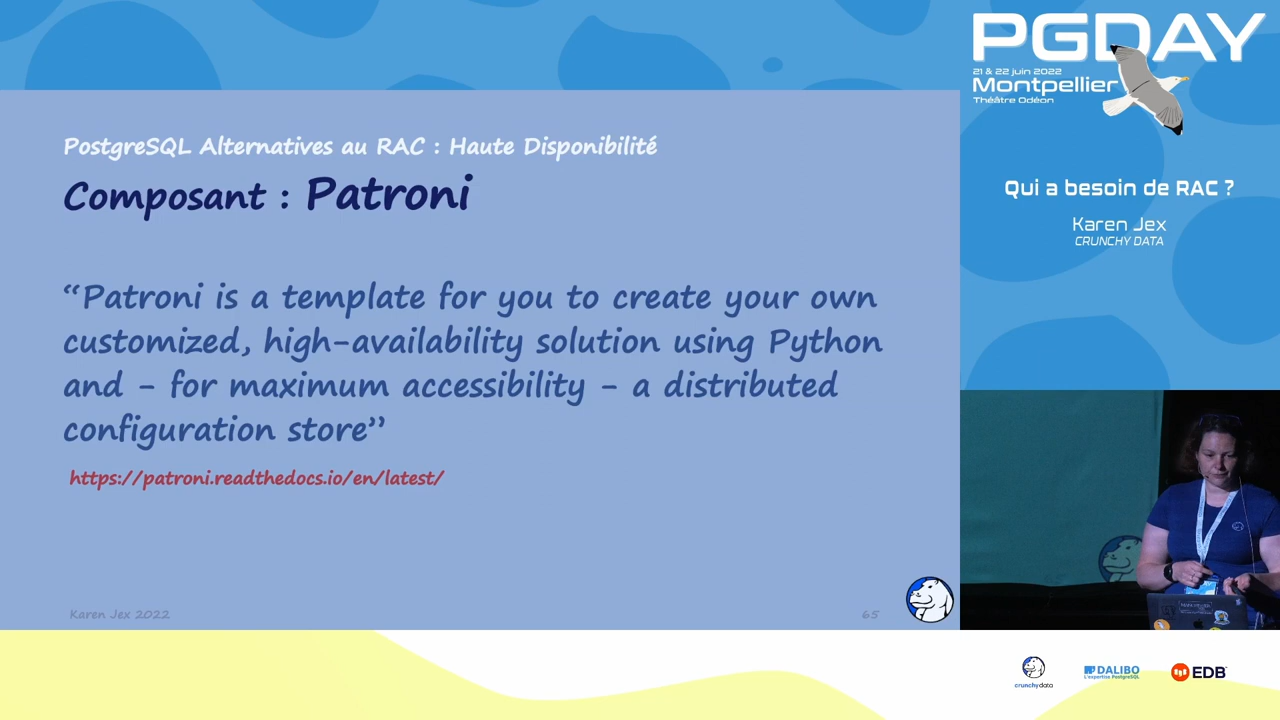 PostgreSQL Alternatives au RAC : Haute Disponibilité
Composant : Patroni
“Patroni is a template for you to create your own
customized, high-availability solution using Python
and - for maximum accessibility - a distributed
configuration store”
https://patroni.readthedocs.io/en/latest/
Karen Jex 2022
65
PGDAY
21 & 22 juin 2022
Montpellier
Théâtre Odéon
Qui a besoin de RAC ?
Karen Jex
CRUNCHY DATA
crunchydata
DALIBO
L'expertise PostgreSQL
EDB